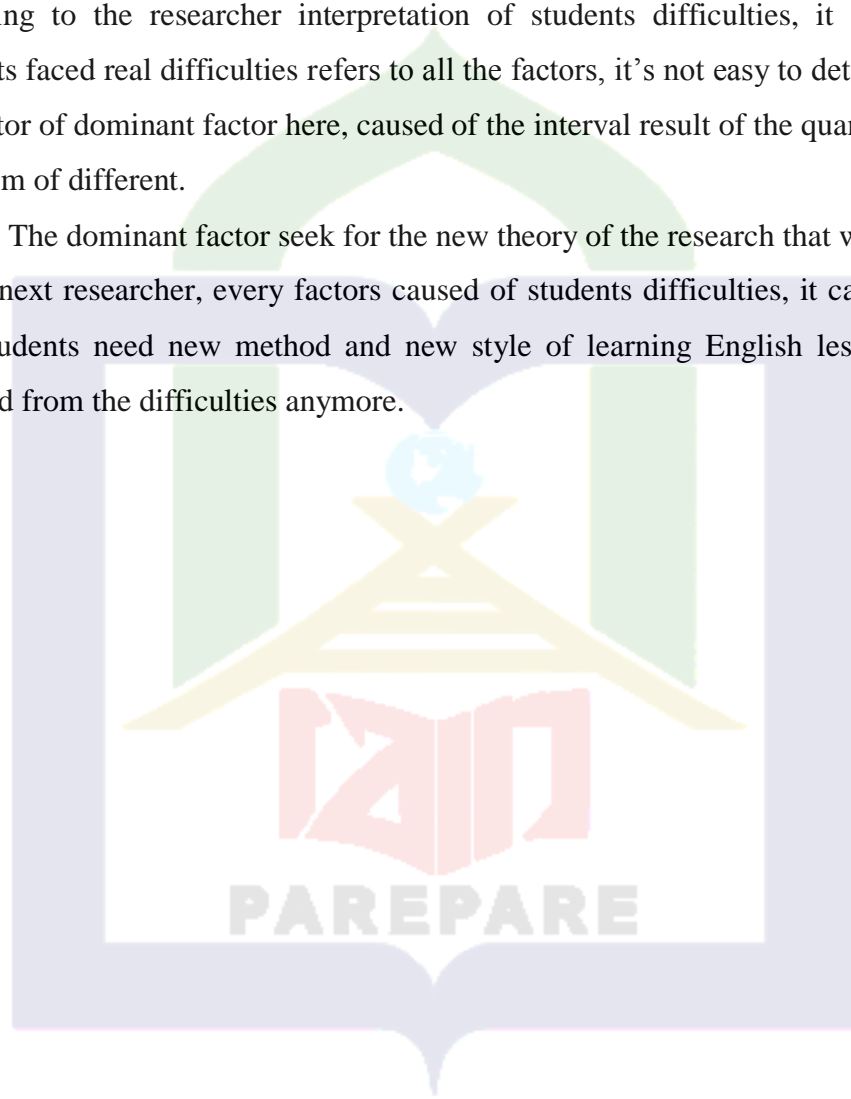 ing to the researcher interpretation of students difficulties, it
ts faced real difficulties refers to all the factors, it's not easy to det
tor of dominant factor here, caused of the interval result of the quar
m of different.
The dominant factor seek for the new theory of the research that w
next researcher, every factors caused of students difficulties, it ca
udents need new method and new style of learning English les
d from the difficulties anymore.
iain
PAREPARE